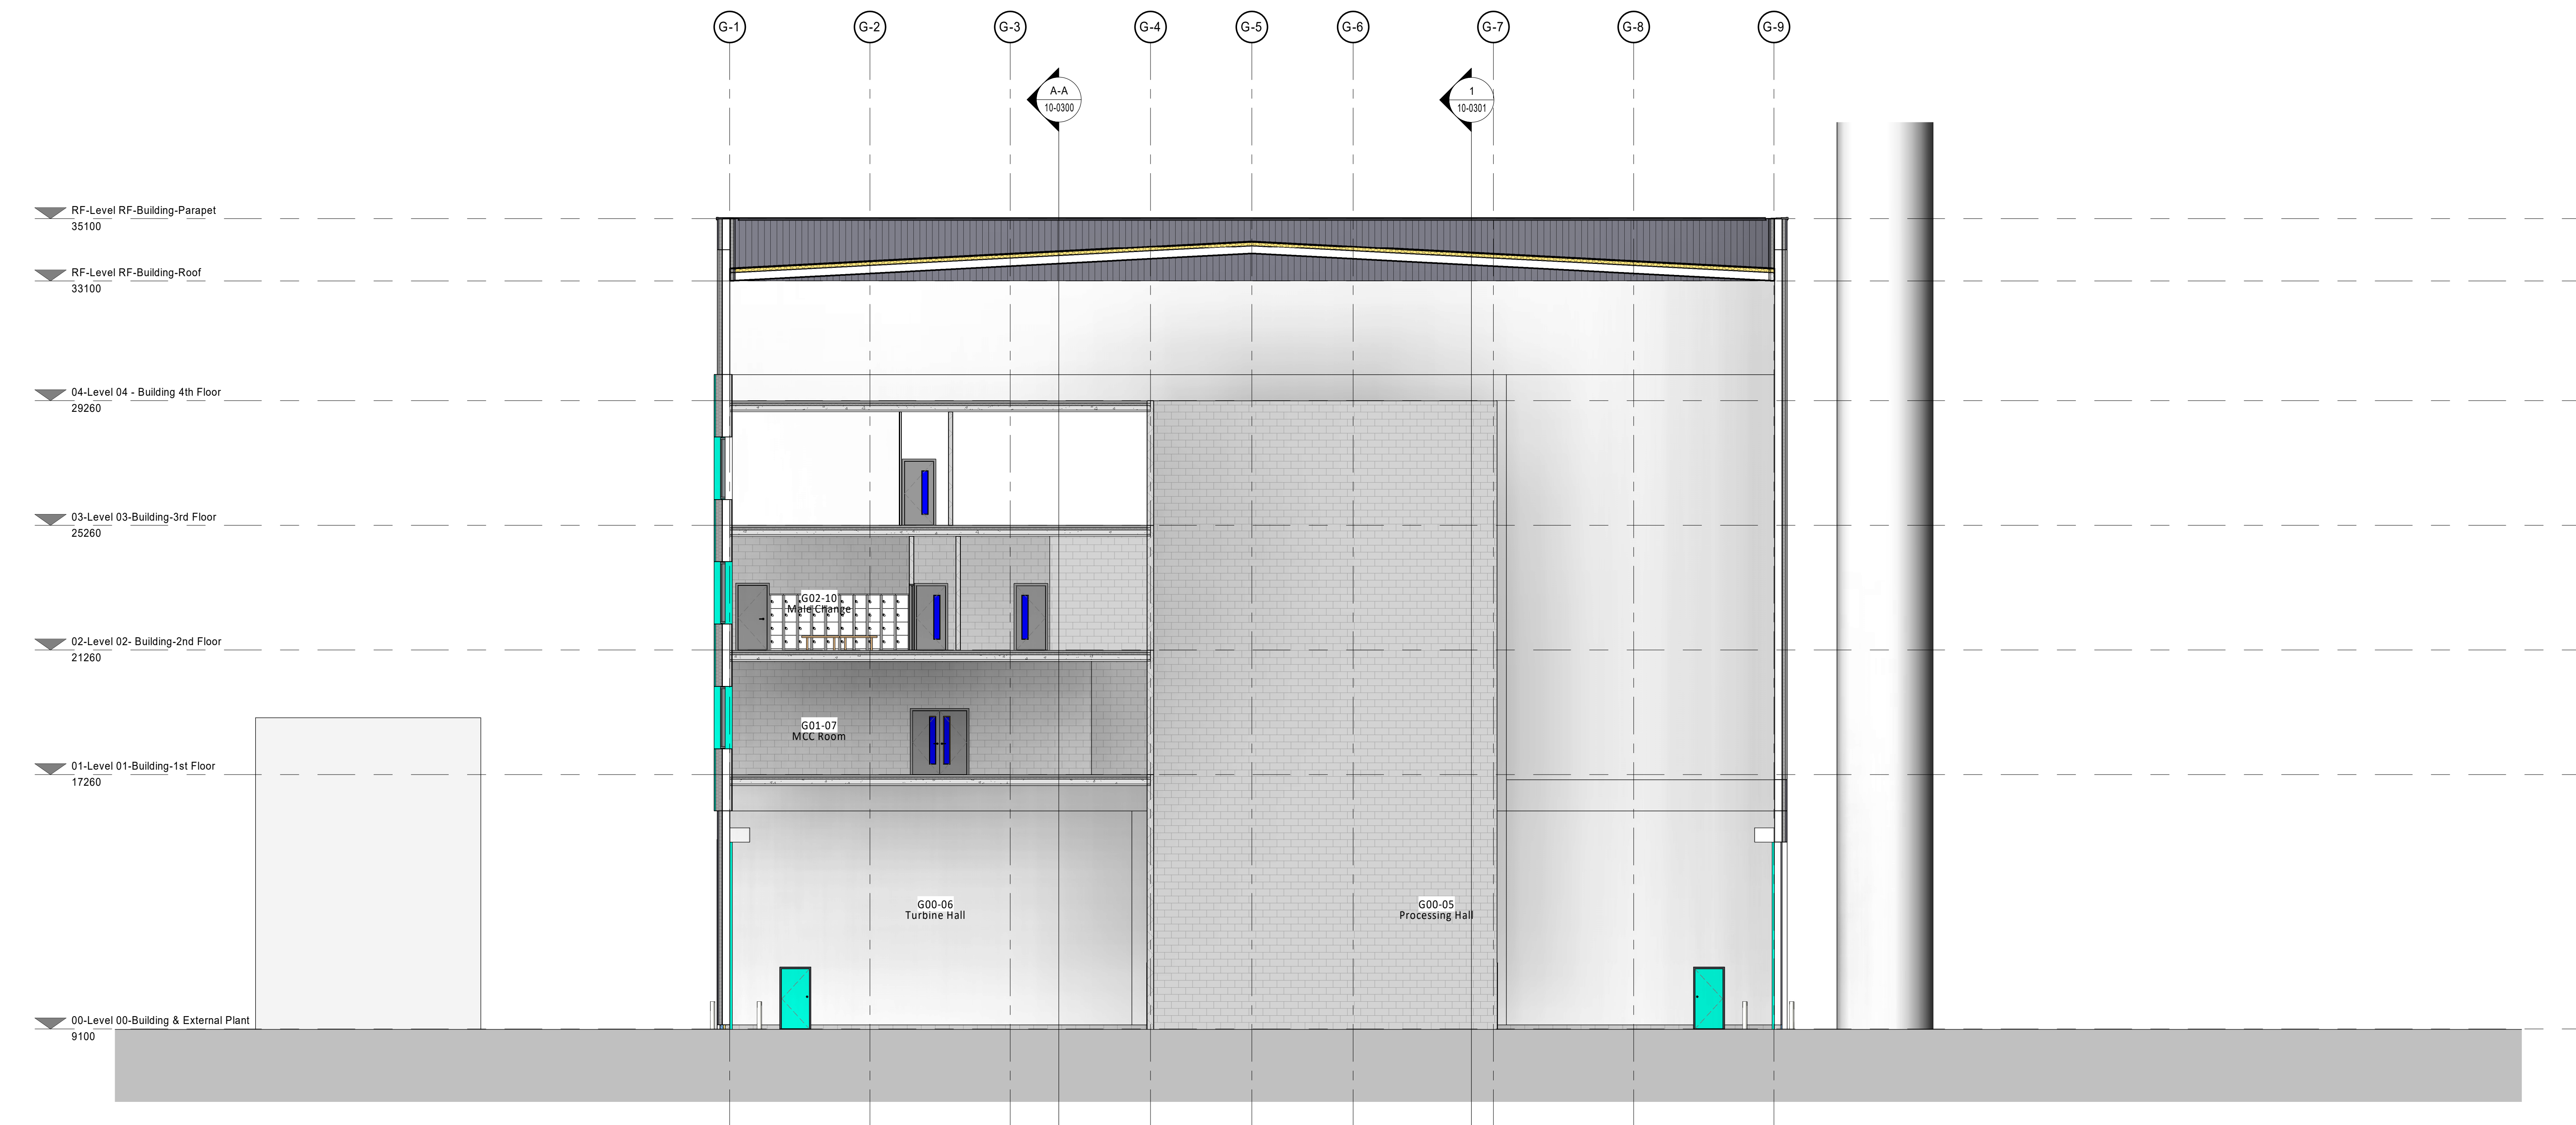 G-1 G-2 G-3 G-4 G-5 G-6 G-7 G-8 G-9
A-A
10-0300
1
10-0301
RF-Level RF-Building-Parapet
35100
RF-Level RF-Building-Roof
33100
04-Level 04 - Building 4th Floor
29260
03-Level 03-Building-3rd Floor
25260
G02-10
Male Change
02-Level 02- Building-2nd Floor
21260
G01-07
MCC Room
01-Level 01-Building-1st Floor
17260
G00-06
Turbine Hall
G00-05
Processing Hall
00-Level 00-Building & External Plant
9100